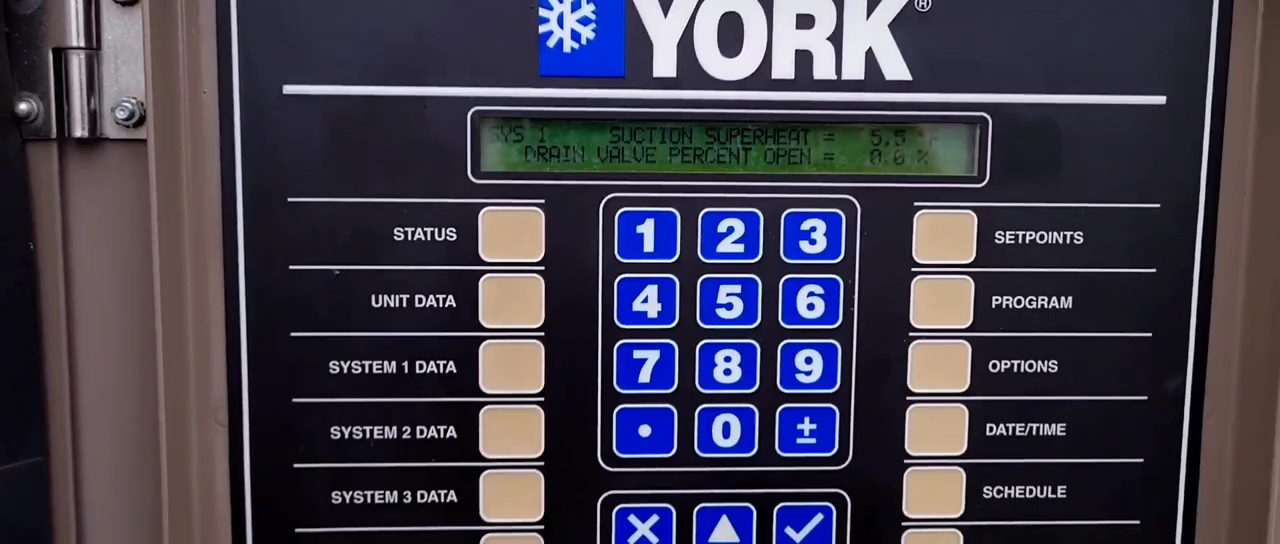 YORK®
SYS 1 SUCTION SUPERHEAT = 5.5 °F
DRAIN VALVE PERCENT OPEN = 0.0 %
STATUS
UNIT DATA
SYSTEM 1 DATA
SYSTEM 2 DATA
SYSTEM 3 DATA
1 2 3
4 5 6
7 8 9
• 0 ±
SETPOINTS
PROGRAM
OPTIONS
DATE/TIME
SCHEDULE